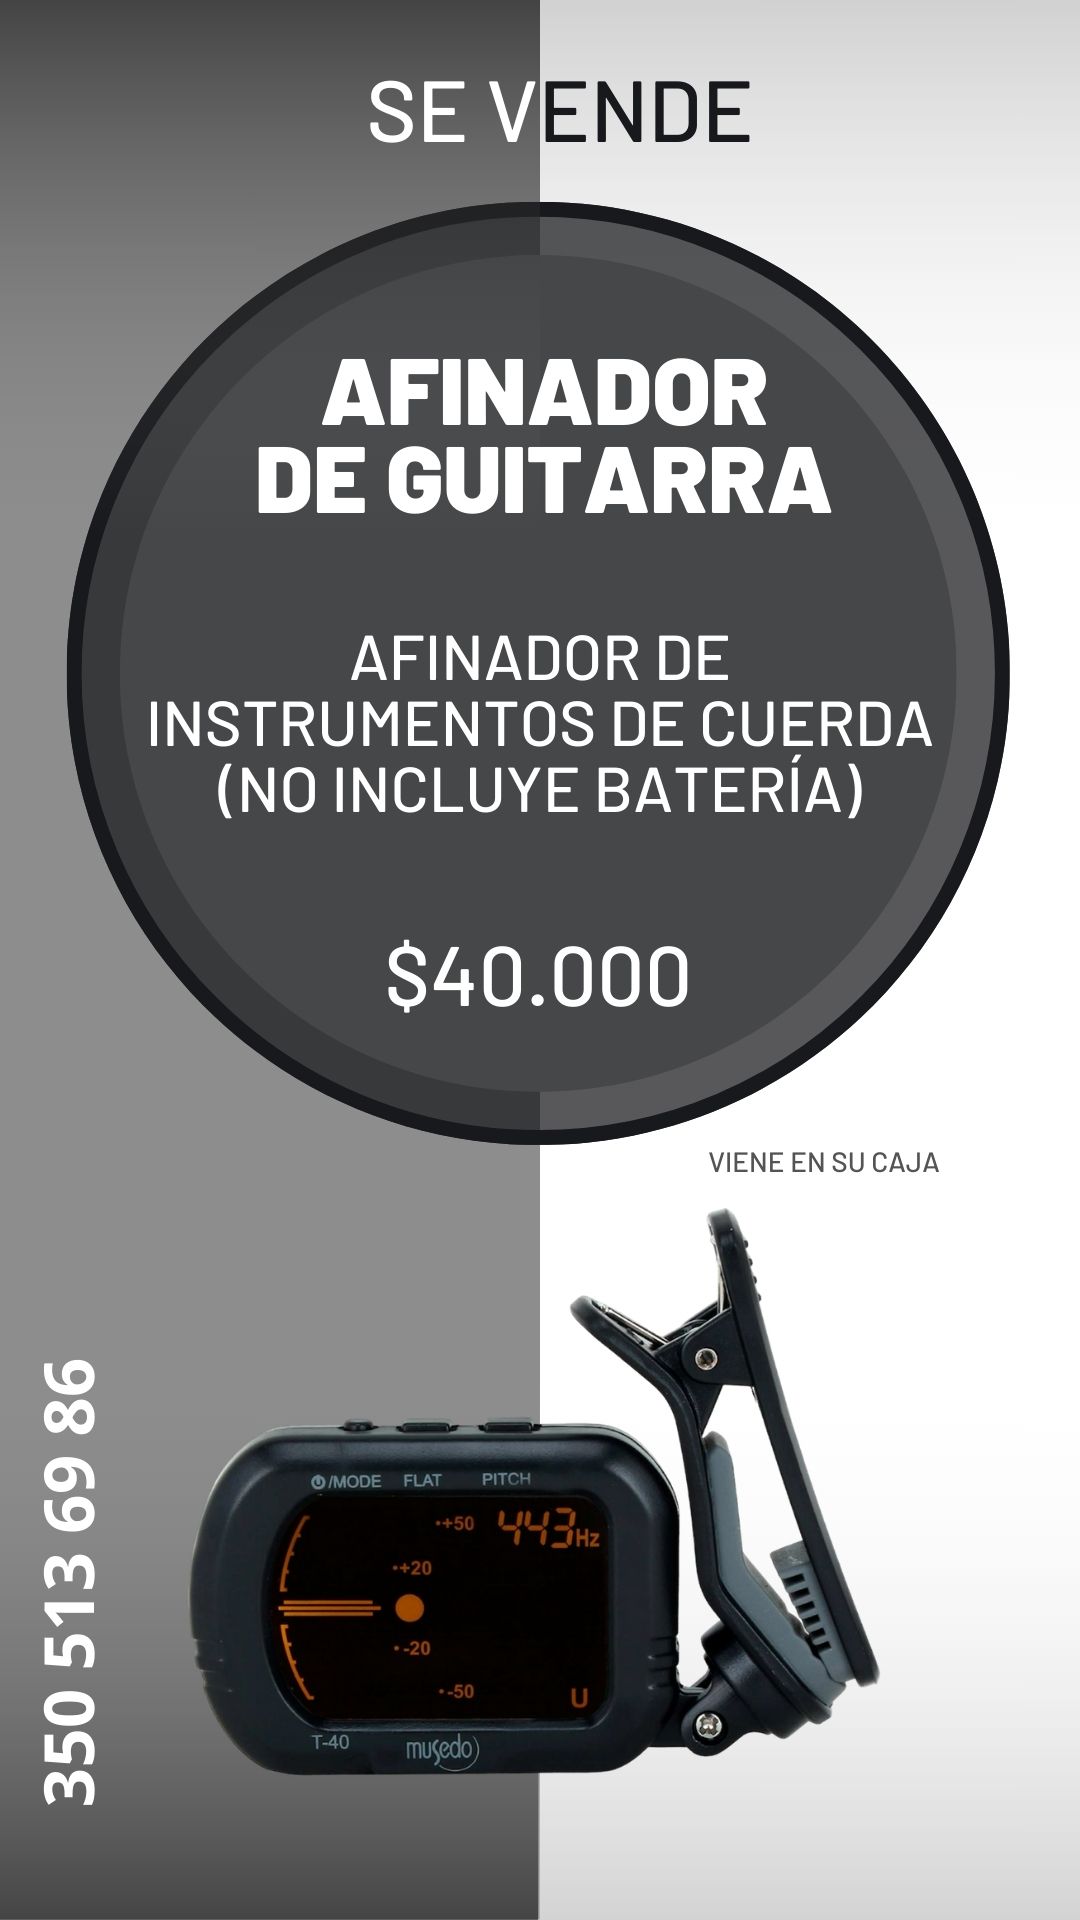 SE VENDE
AFINADOR
DE GUITARRA
AFINADOR DE
INSTRUMENTOS DE CUERDA
(NO INCLUYE BATERÍA)
$40.000
VIENE EN SU CAJA
350 513 69 86
/MODE FLAT PITCH
+50 443Hz
+20
-20
-50 U
T-40 musedo